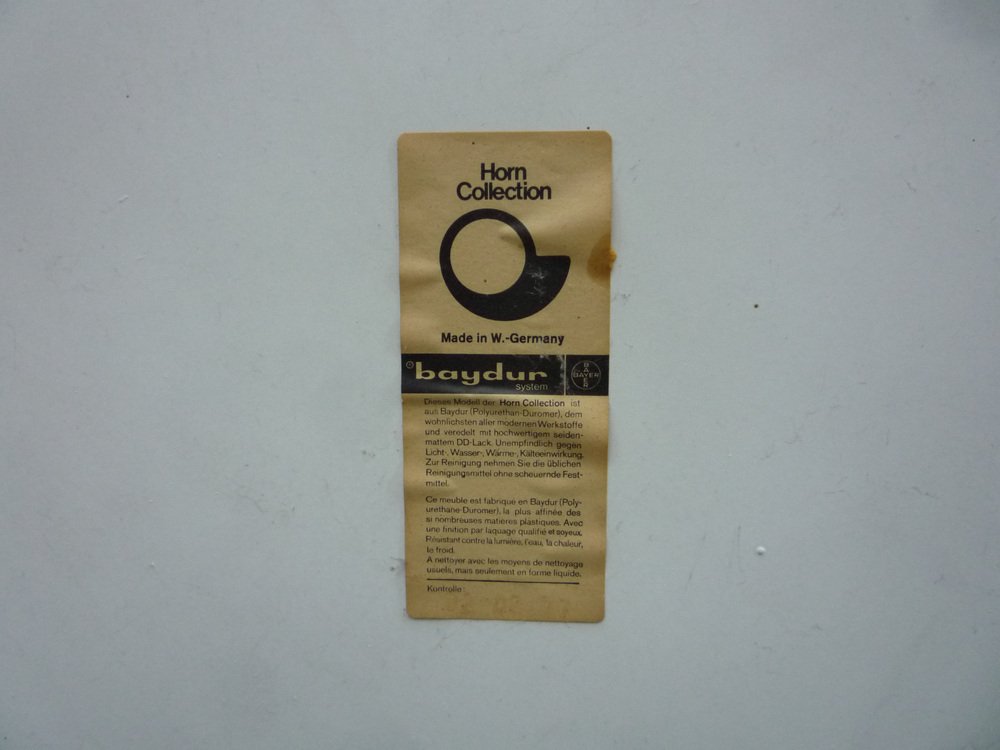 Horn
Collection
Made in W.-Germany
® baydur
system
BAYER
BAYER
Dieses Modell der Horn Collection ist
aus Baydur (Polyurethan-Duromer), dem
wohnlichsten aller modernen Werkstoffe
und veredelt mit hochwertigem seiden-
mattem DD-Lack. Unempfindlich gegen
Licht-, Wasser-, Wärme-, Kälteeinwirkung.
Zur Reinigung nehmen Sie die üblichen
Reinigungsmittel ohne scheuernde Fest-
mittel.
Ce meuble est fabriqué en Baydur (Poly-
urethane-Duromer), la plus affinée des
si nombreuses matières plastiques. Avec
une finition par laquage qualifié et soyeux.
Résistant contre la lumière, l'eau, la chaleur,
le froid.
A nettoyer avec les moyens de nettoyage
usuels, mais seulement en forme liquide.
Kontrolle: